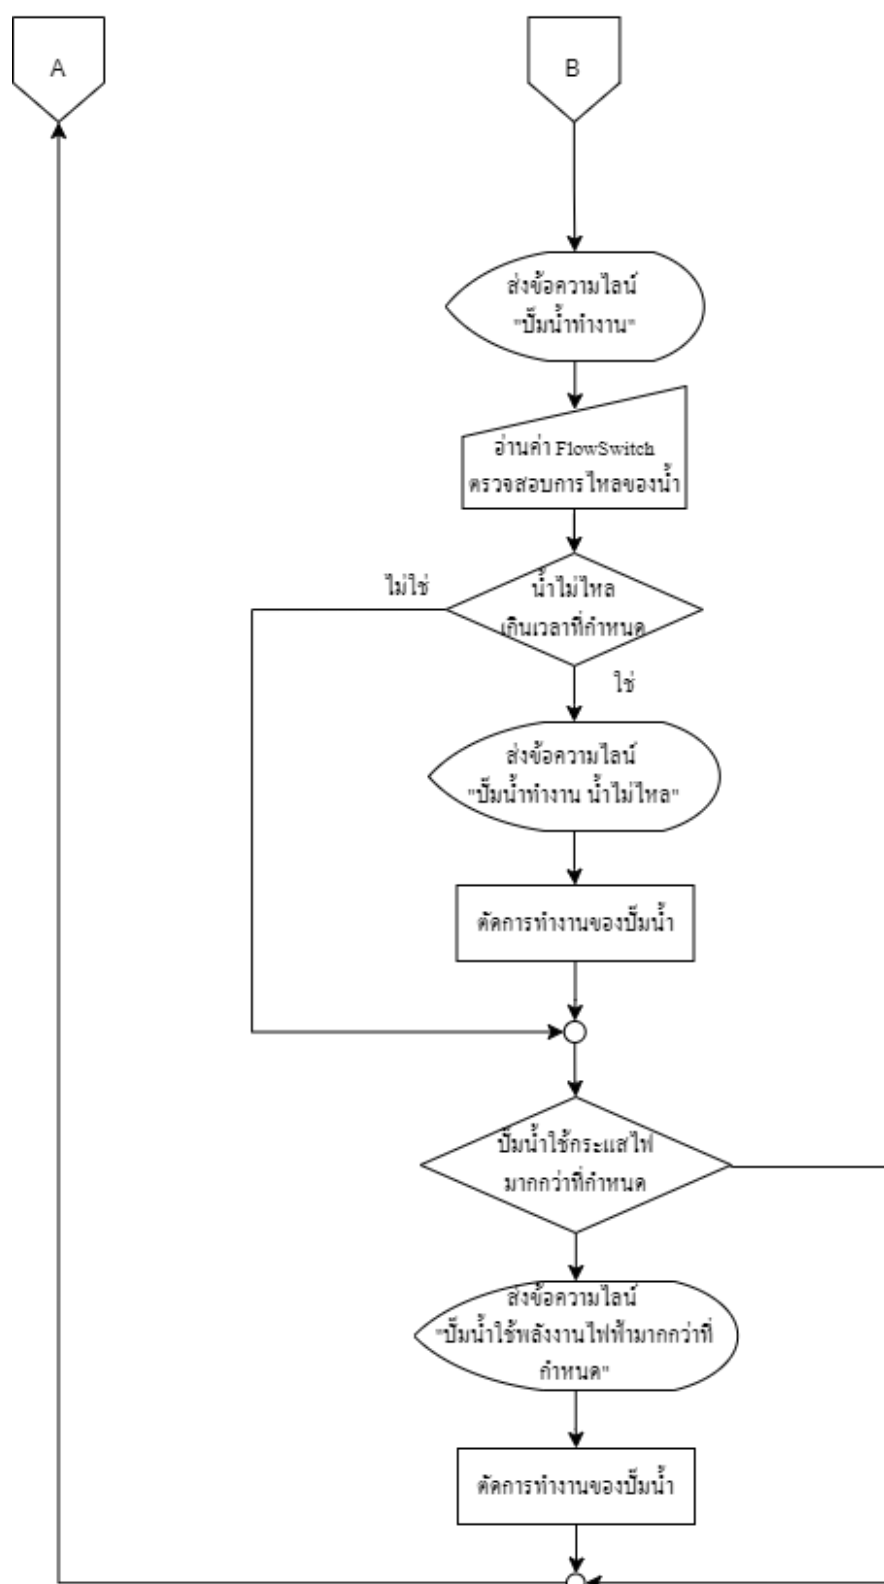 A
B
ส่งข้อความไลน์
"ปั๊มน้ำทำงาน"
อ่านค่า FlowSwitch
ตรวจสอบการไหลของน้ำ
ไม่ใช่
น้ำไม่ไหล
เกินเวลาที่กำหนด
ใช่
ส่งข้อความไลน์
"ปั๊มน้ำทำงาน น้ำไม่ไหล"
ตัดการทำงานของปั๊มน้ำ
ปั๊มน้ำใช้กระแสไฟ
มากกว่าที่กำหนด
ส่งข้อความไลน์
"ปั๊มน้ำใช้พลังงานไฟฟ้ามากกว่าที่
กำหนด"
ตัดการทำงานของปั๊มน้ำ